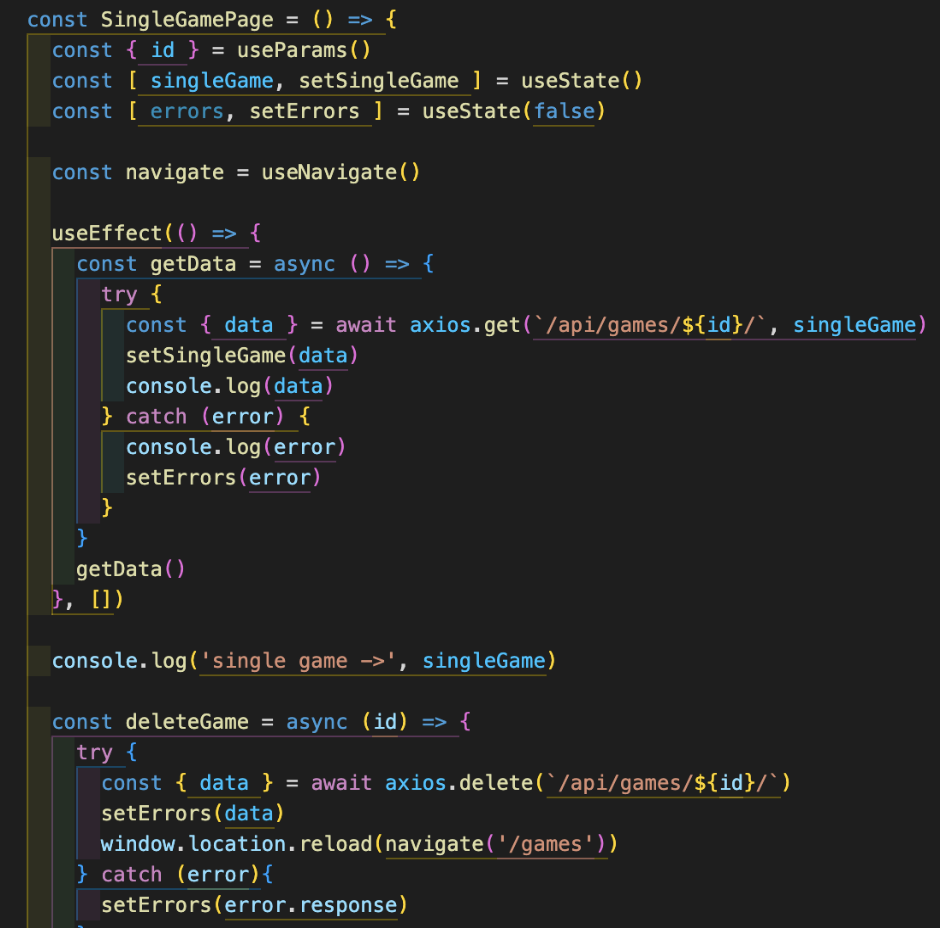 const SingleGamePage = () => {
const { id } = useParams()
const [ singleGame, setSingleGame ] = useState()
const [ errors, setErrors ] = useState(false)
const navigate = useNavigate()
useEffect(() => {
const getData = async () => {
try {
const { data } = await axios.get(`/api/games/${id}/`, singleGame)
setSingleGame(data)
console.log(data)
} catch (error) {
console.log(error)
setErrors(error)
}
}
getData()
}, [])
console.log('single game ->', singleGame)
const deleteGame = async (id) => {
try {
const { data } = await axios.delete(`/api/games/${id}/`)
setErrors(data)
window.location.reload(navigate('/games'))
} catch (error){
setErrors(error.response)